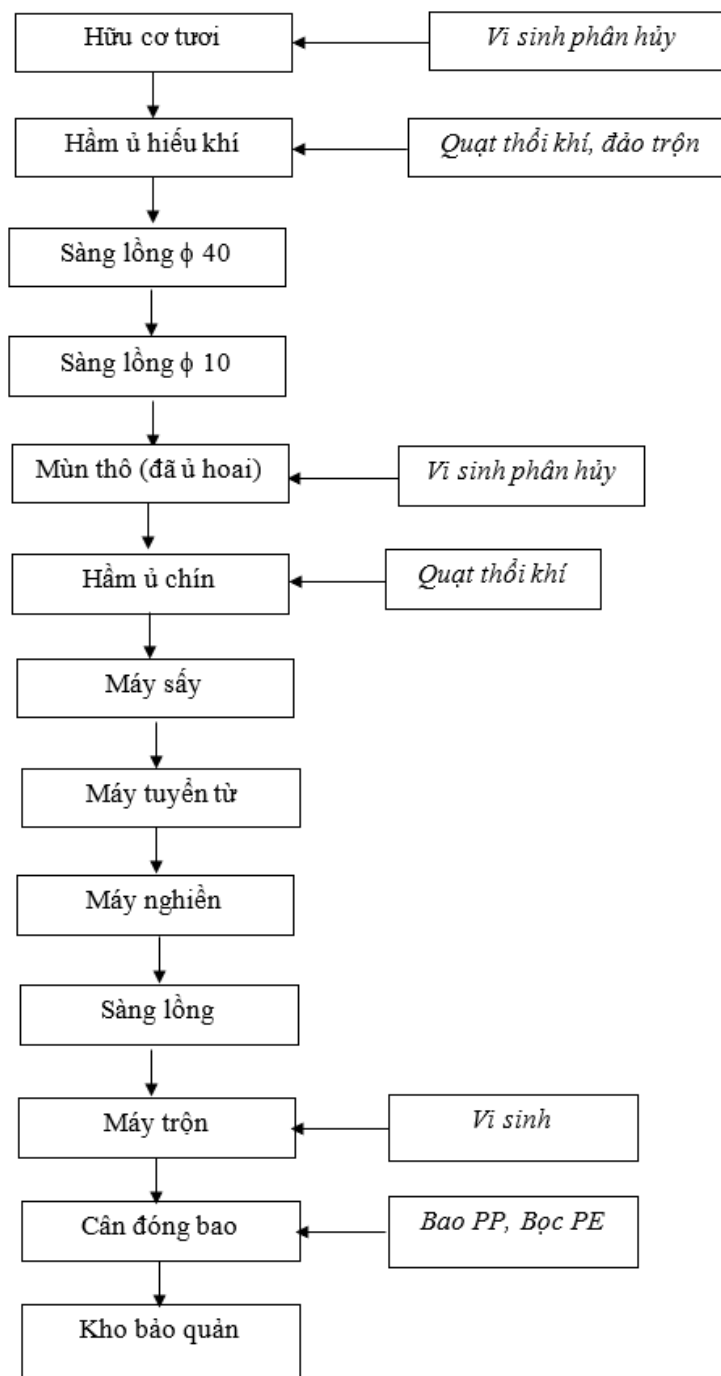 Hữu cơ tươi
Vi sinh phân hủy
Hầm ủ hiếu khí
Quạt thổi khí, đảo trộn
Sàng lồng ϕ 40
Sàng lồng ϕ 10
Mùn thô (đã ủ hoai)
Vi sinh phân hủy
Hầm ủ chín
Quạt thổi khí
Máy sấy
Máy tuyển từ
Máy nghiền
Sàng lồng
Máy trộn
Vi sinh
Cân đóng bao
Bao PP, Bọc PE
Kho bảo quản